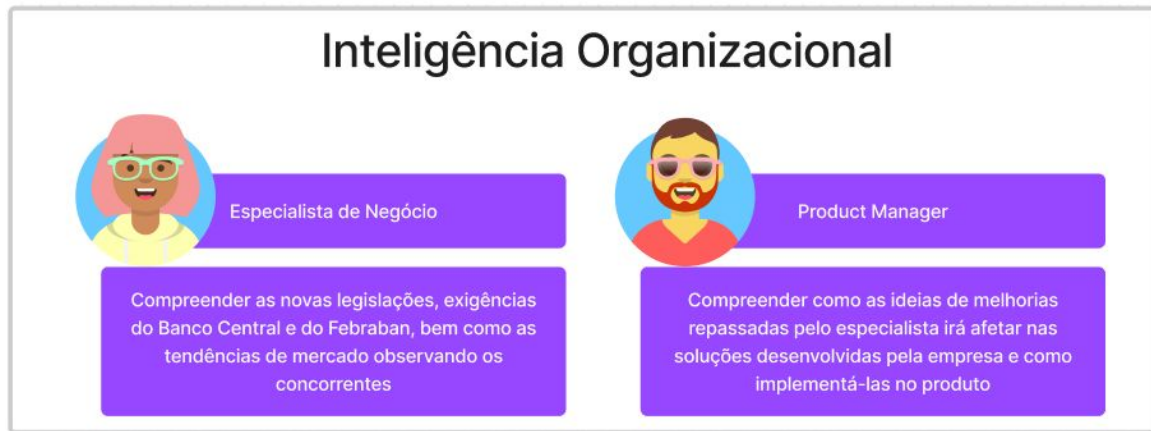 Inteligência Organizacional
Especialista de Negócio
Compreender as novas legislações, exigências
do Banco Central e do Febraban, bem como as
tendências de mercado observando os
concorrentes
Product Manager
Compreender como as ideias de melhorias
repassadas pelo especialista irá afetar nas
soluções desenvolvidas pela empresa e como
implementá-las no produto